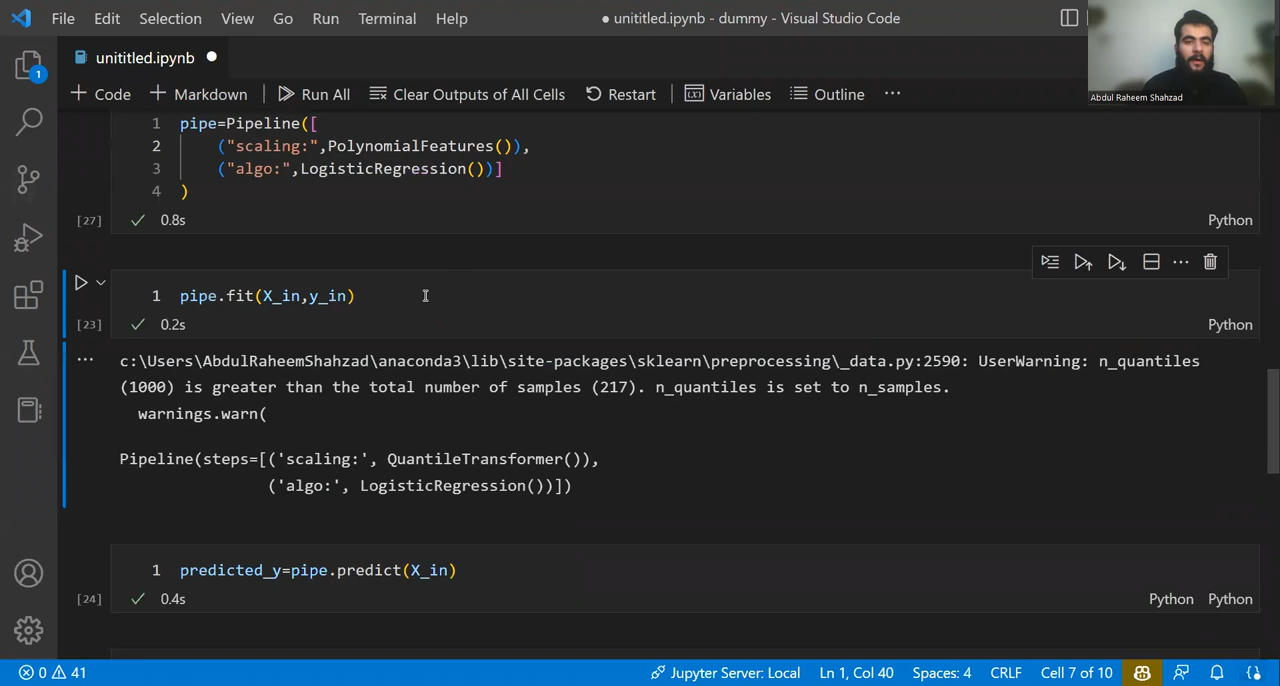 File Edit Selection View Go Run Terminal Help
● unititled.ipynb - dummy - Visual Studio Code
Abdul Raheem Shahzad
1
unititled.ipynb ●
+ Code + Markdown Run All Clear Outputs of All Cells Restart Variables Outline ...
1 pipe=Pipeline([
2 ("scaling:",PolynomialFeatures()),
3 ("algo:",LogisticRegression())]
4 )
[27] ✓ 0.8s Python
1 pipe.fit(X_in,y_in)
[23] ✓ 0.2s Python
c:\Users\AbdulRaheemShahzad\anaconda3\lib\site-packages\sklearn\preprocessing\_data.py:2590: UserWarning: n_quantiles
(1000) is greater than the total number of samples (217). n_quantiles is set to n_samples.
warnings.warn(
Pipeline(steps=[('scaling:', QuantileTransformer()),
('algo:', LogisticRegression())])
1 predicted_y=pipe.predict(X_in)
[24] ✓ 0.4s Python Python
0 41 Jupyter Server: Local Ln 1, Col 40 Spaces: 4 CRLF Cell 7 of 10